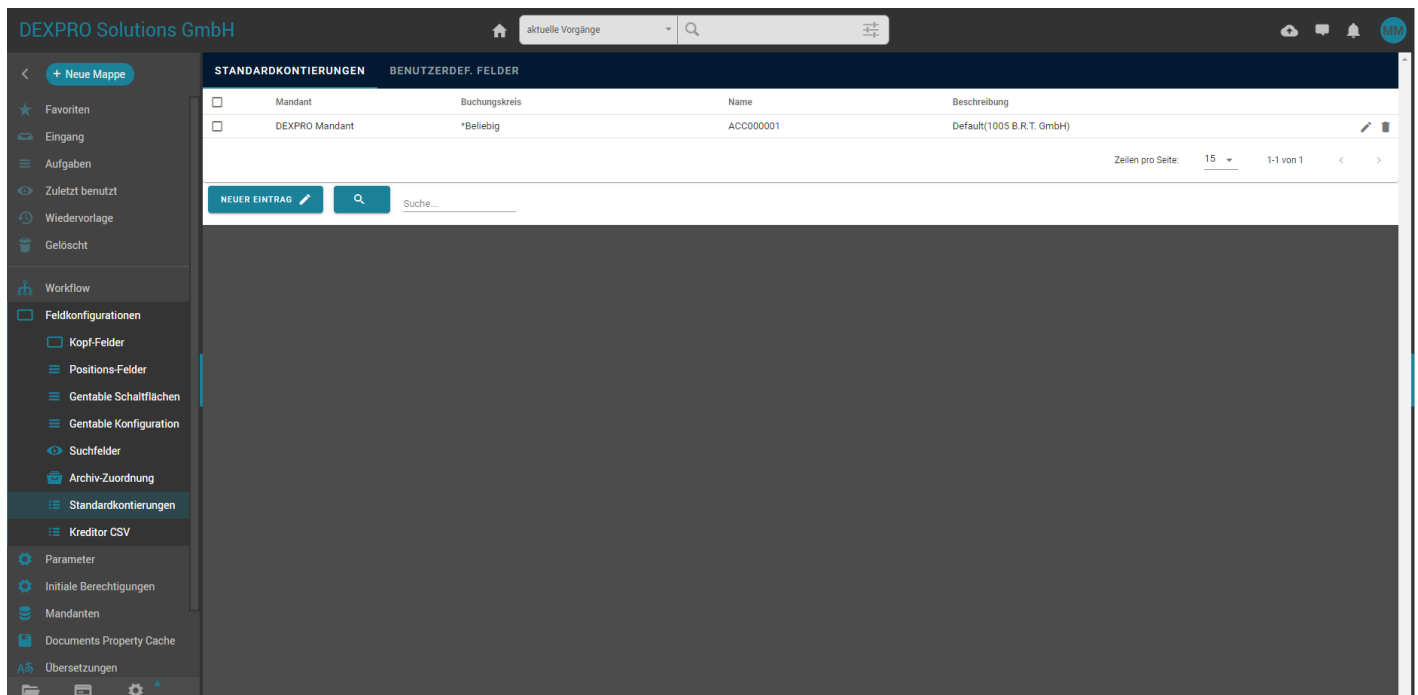 DEXPRO Solutions GmbH
aktuelle Vorgänge
MM
+ Neue Mappe
Favoriten
Eingang
Aufgaben
Zuletzt benutzt
Wiedervorlage
Gelöscht
Workflow
Feldkonfigurationen
Kopf-Felder
Positions-Felder
Gentable Schaltflächen
Gentable Konfiguration
Suchfelder
Archiv-Zuordnung
Standardkontierungen
Kreditor CSV
Parameter
Initiale Berechtigungen
Mandanten
Documents Property Cache
Übersetzungen
STANDARDKONTIERUNGEN BENUTZERDEF. FELDER
Mandant Buchungskreis Name Beschreibung
DEXPRO Mandant *Beliebig ACC000001 Default(1005 B.R.T. GmbH)
Zeilen pro Seite: 15 1-1 von 1
NEUER EINTRAG Suche...